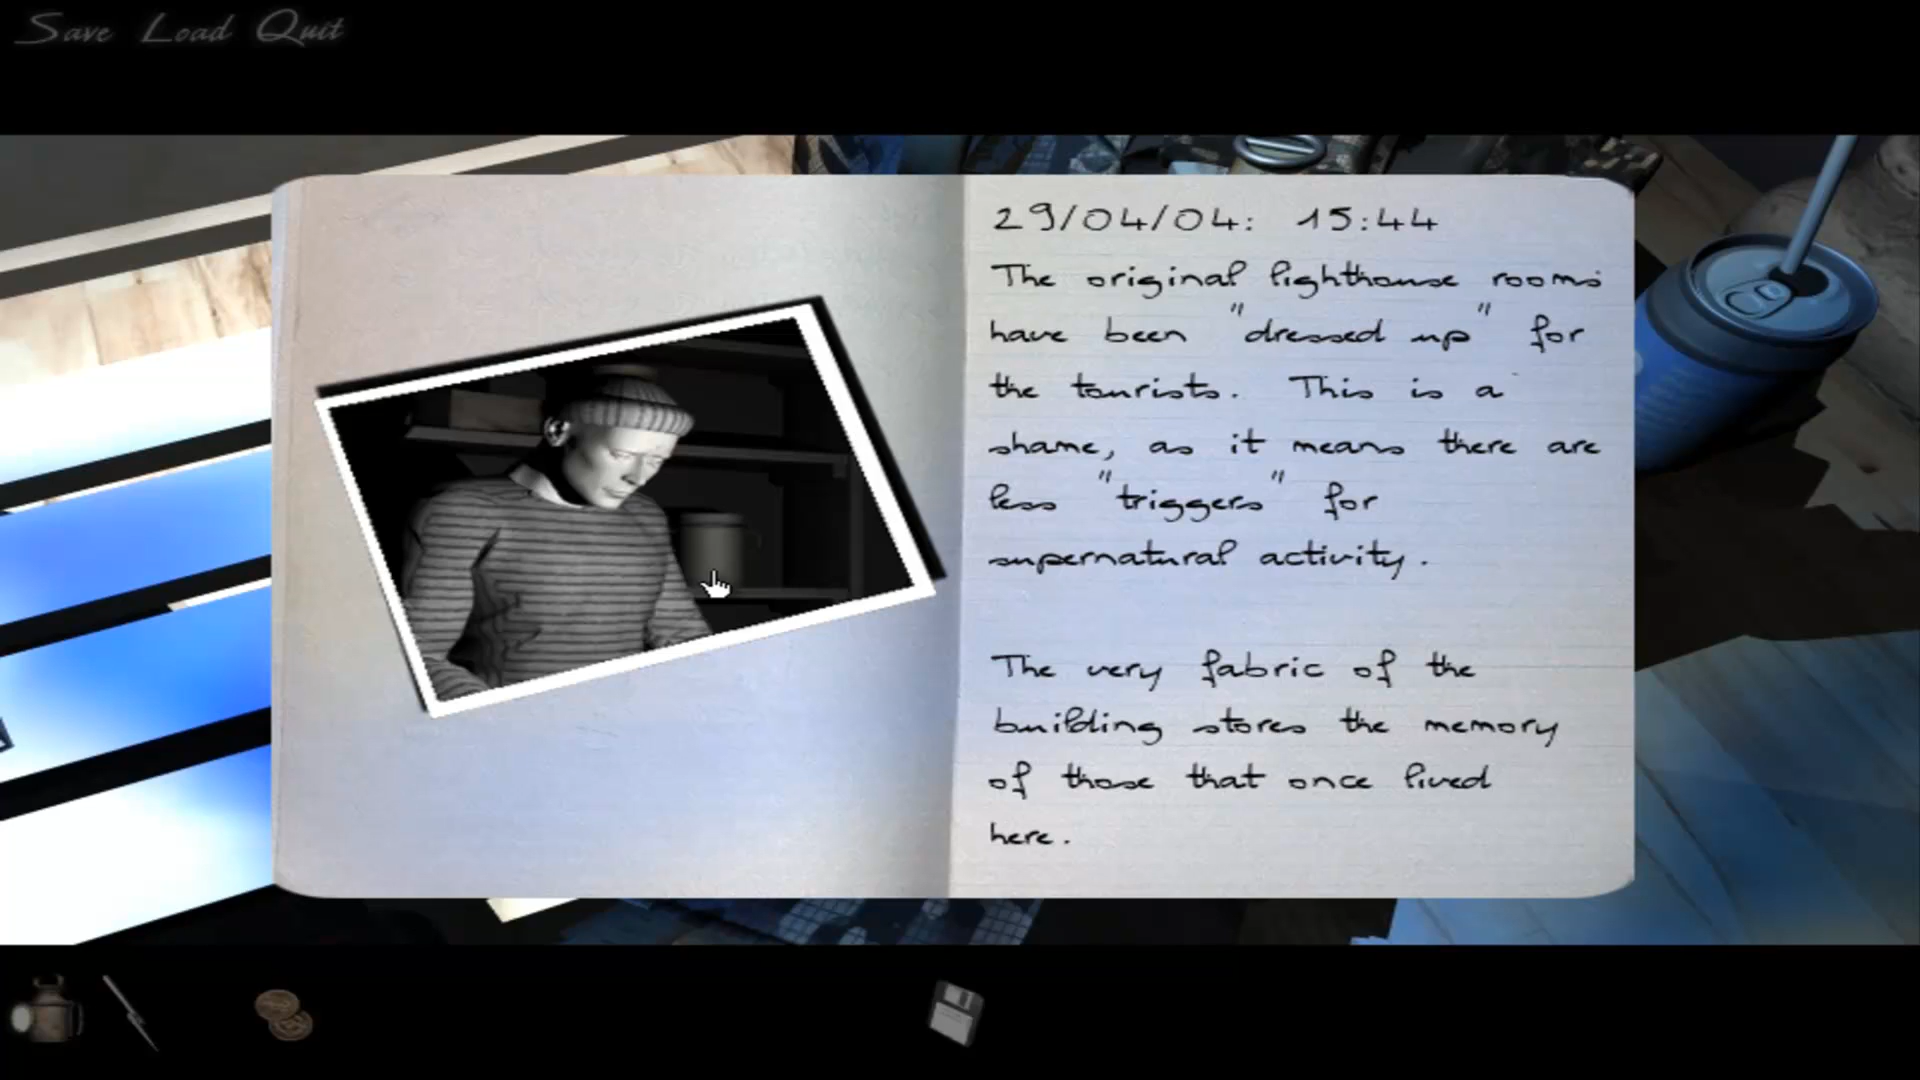 Save Load Quit
29/04/04: 15:44
The original lighthouse rooms
have been "dressed up" for
the tourists. This is a
shame, as it means there are
less "triggers" for
supernatural activity.
The very fabric of the
building stores the memory
of those that once lived
here.